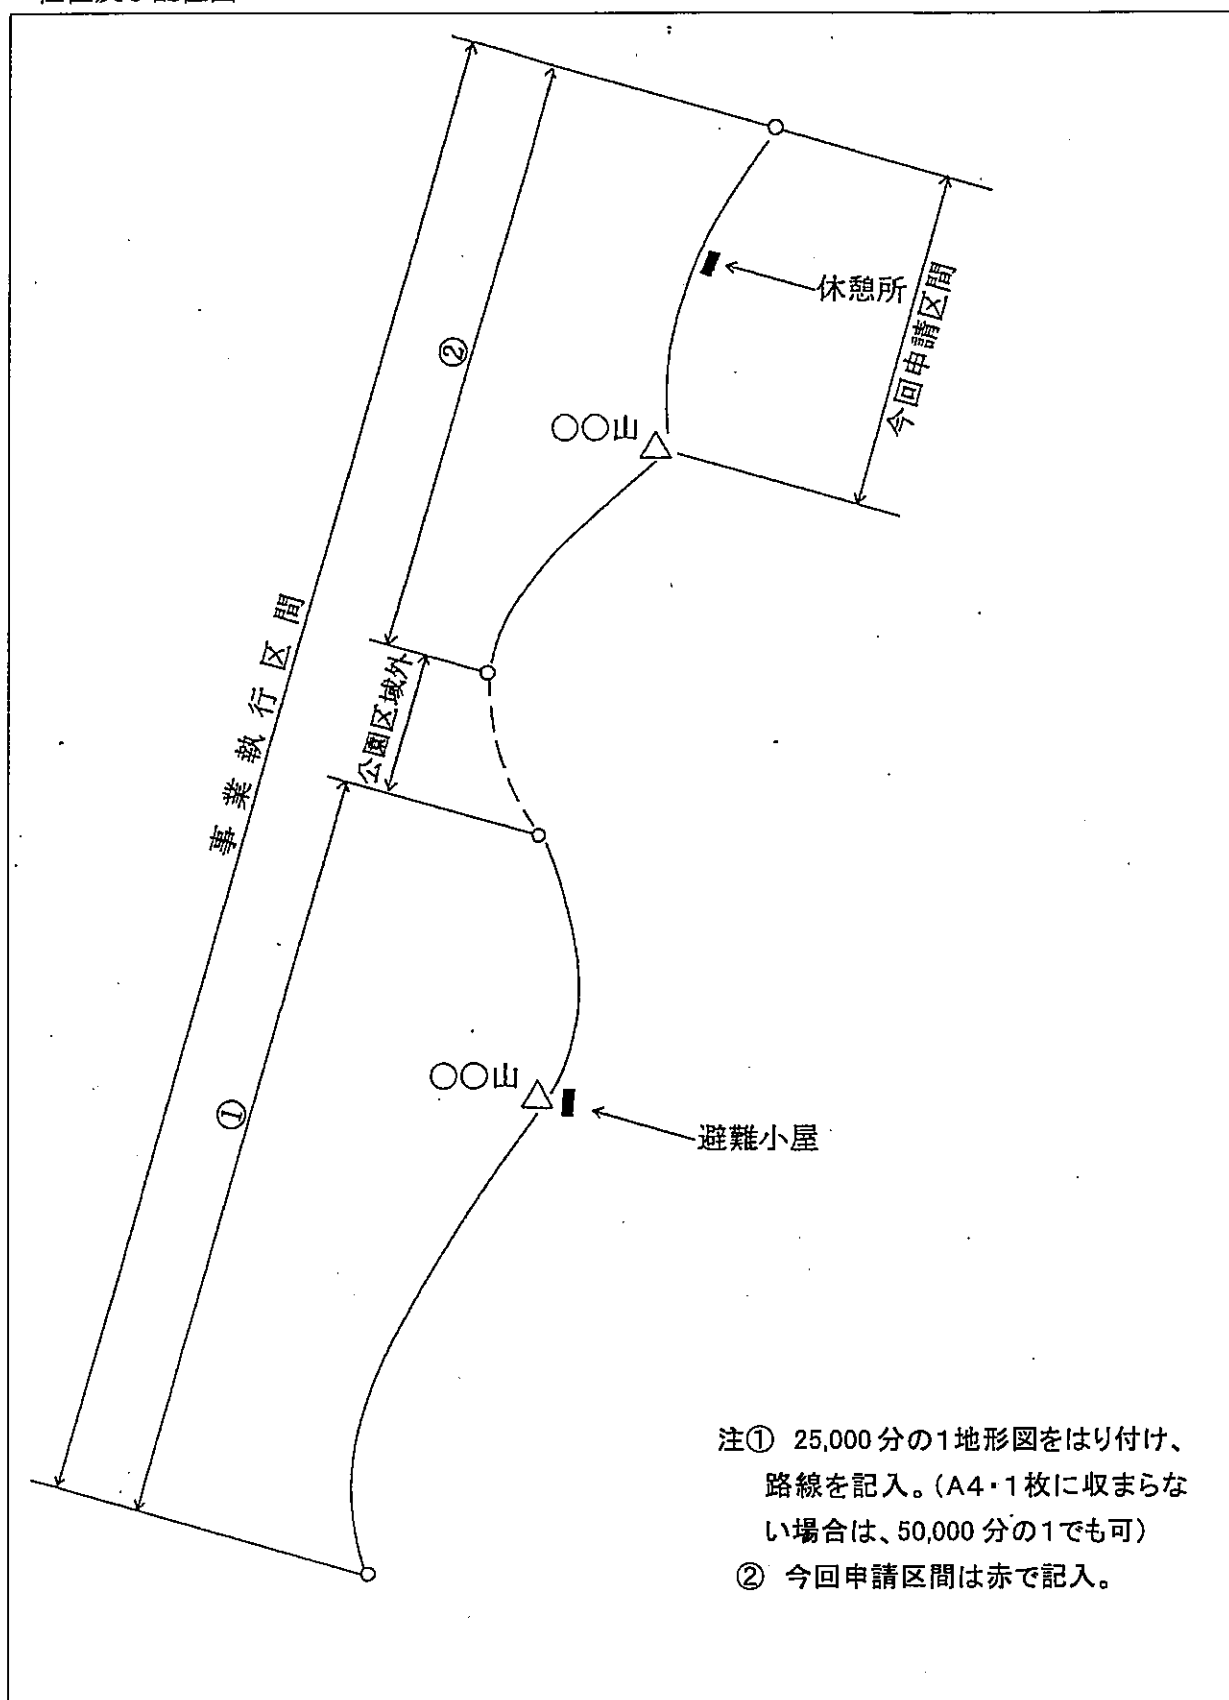 ②
休憩所
今回申請区間
○○山
事業執行区間
公園区域外
①
○○山
避難小屋
注① 25,000分の1地形図をはり付け、
路線を記入。(A4・1枚に収まらな
い場合は、50,000分の1でも可)
② 今回申請区間は赤で記入。